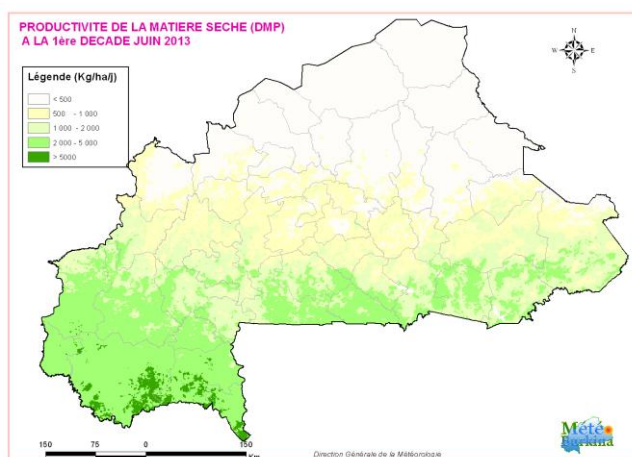 PRODUCTIVITE DE LA MATIERE SECHE (DMP)
A LA 1ère DECADE JUIN 2013
N
W E
S
Légende (Kg/ha/j)
< 500
500 - 1 000
1 000 - 2 000
2 000 - 5 000
> 5000
150 75 0 150
Km
Direction Générale de la Météorologie
Météo
Burkina